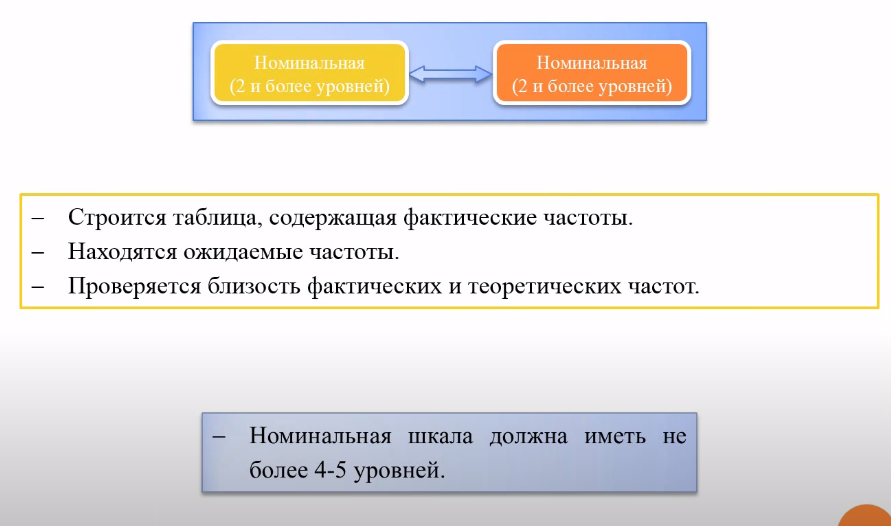 Номинальная
(2 и более уровней)
Номинальная
(2 и более уровней)
– Строится таблица, содержащая фактические частоты.
– Находятся ожидаемые частоты.
– Проверяется близость фактических и теоретических частот.
– Номинальная шкала должна иметь не
более 4-5 уровней.